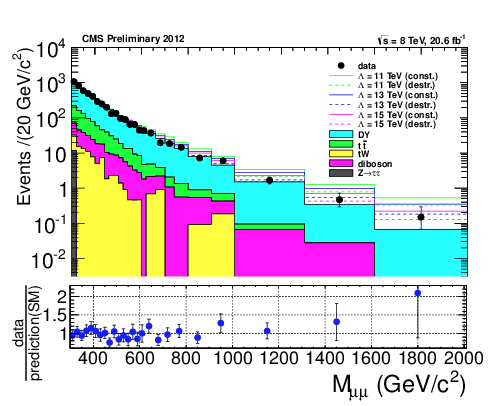 CMS Preliminary 2012
√s = 8 TeV, 20.6 fb⁻¹
Events /(20 GeV/c²)
10⁴
10³
10²
10
1
10⁻¹
10⁻²
data
Λ = 11 TeV (const.)
Λ = 11 TeV (destr.)
Λ = 13 TeV (const.)
Λ = 13 TeV (destr.)
Λ = 15 TeV (const.)
Λ = 15 TeV (destr.)
DY
tt̅
tW
diboson
Z→ττ
data
prediction(SM)
2
1.5
1
400 600 800 1000 1200 1400 1600 1800 2000
Mμμ (GeV/c²)